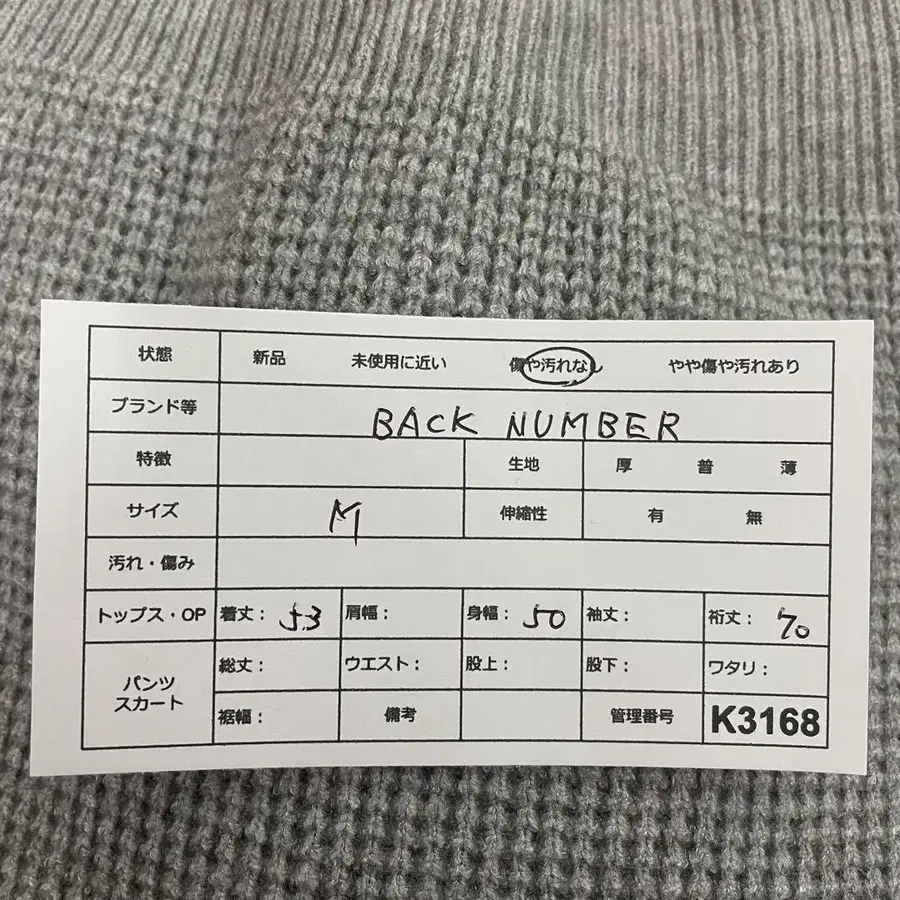 状態 新品 未使用に近い 傷や汚れなし やや傷や汚れあり
ブランド等 BACK NUMBER
特徴 生地 厚 普 薄
サイズ M 伸縮性 有 無
汚れ・傷み
トップス・OP 着丈： 53 肩幅： 身幅： 50 袖丈： 裄丈： 70
パンツ スカート
総丈： ウエスト： 股上： 股下： ワタリ：
裾幅： 備考 管理番号 K3168